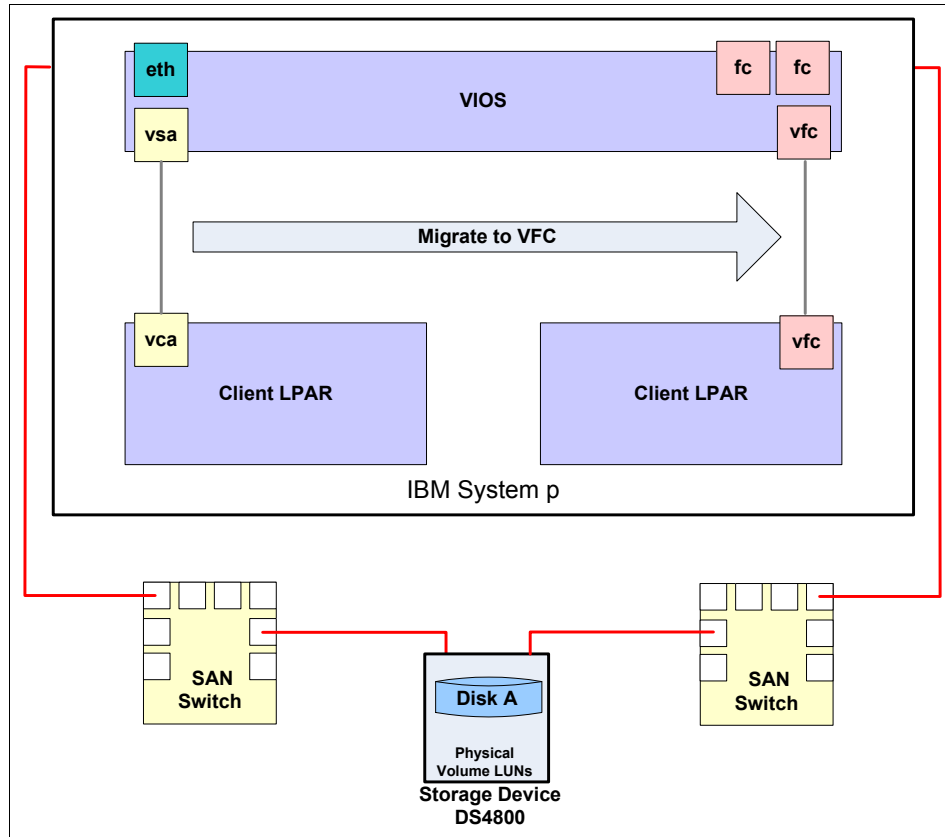 eth
fc
fc
VIOS
vsa
vfc
Migrate to VFC
vca
vfc
Client LPAR
Client LPAR
IBM System p
SAN
Switch
Disk A
SAN
Switch
Physical
Volume LUNs
Storage Device
DS4800